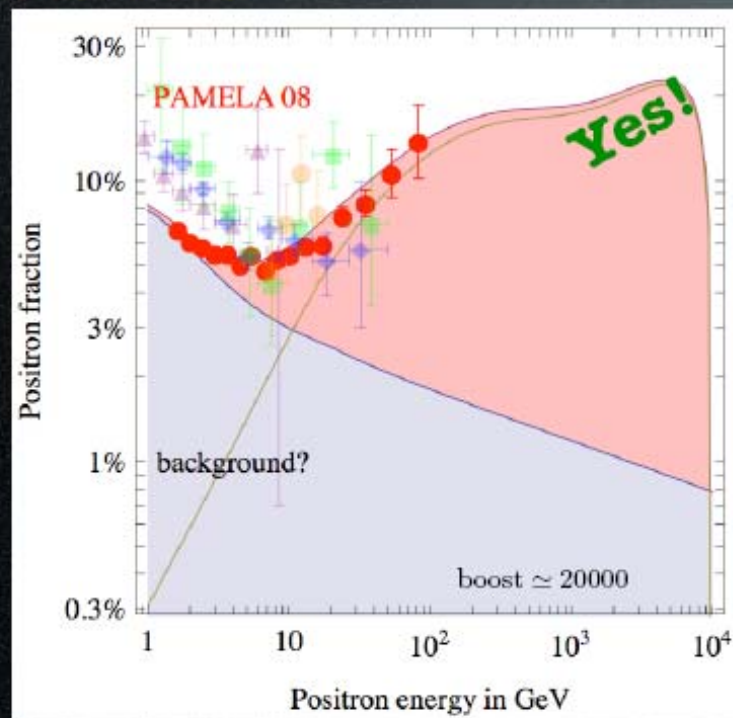 30%
PAMELA 08
Yes!
10%
Positron fraction
3%
1%
background?
boost ≃ 20000
0.3%
1 10 10² 10³ 10⁴
Positron energy in GeV